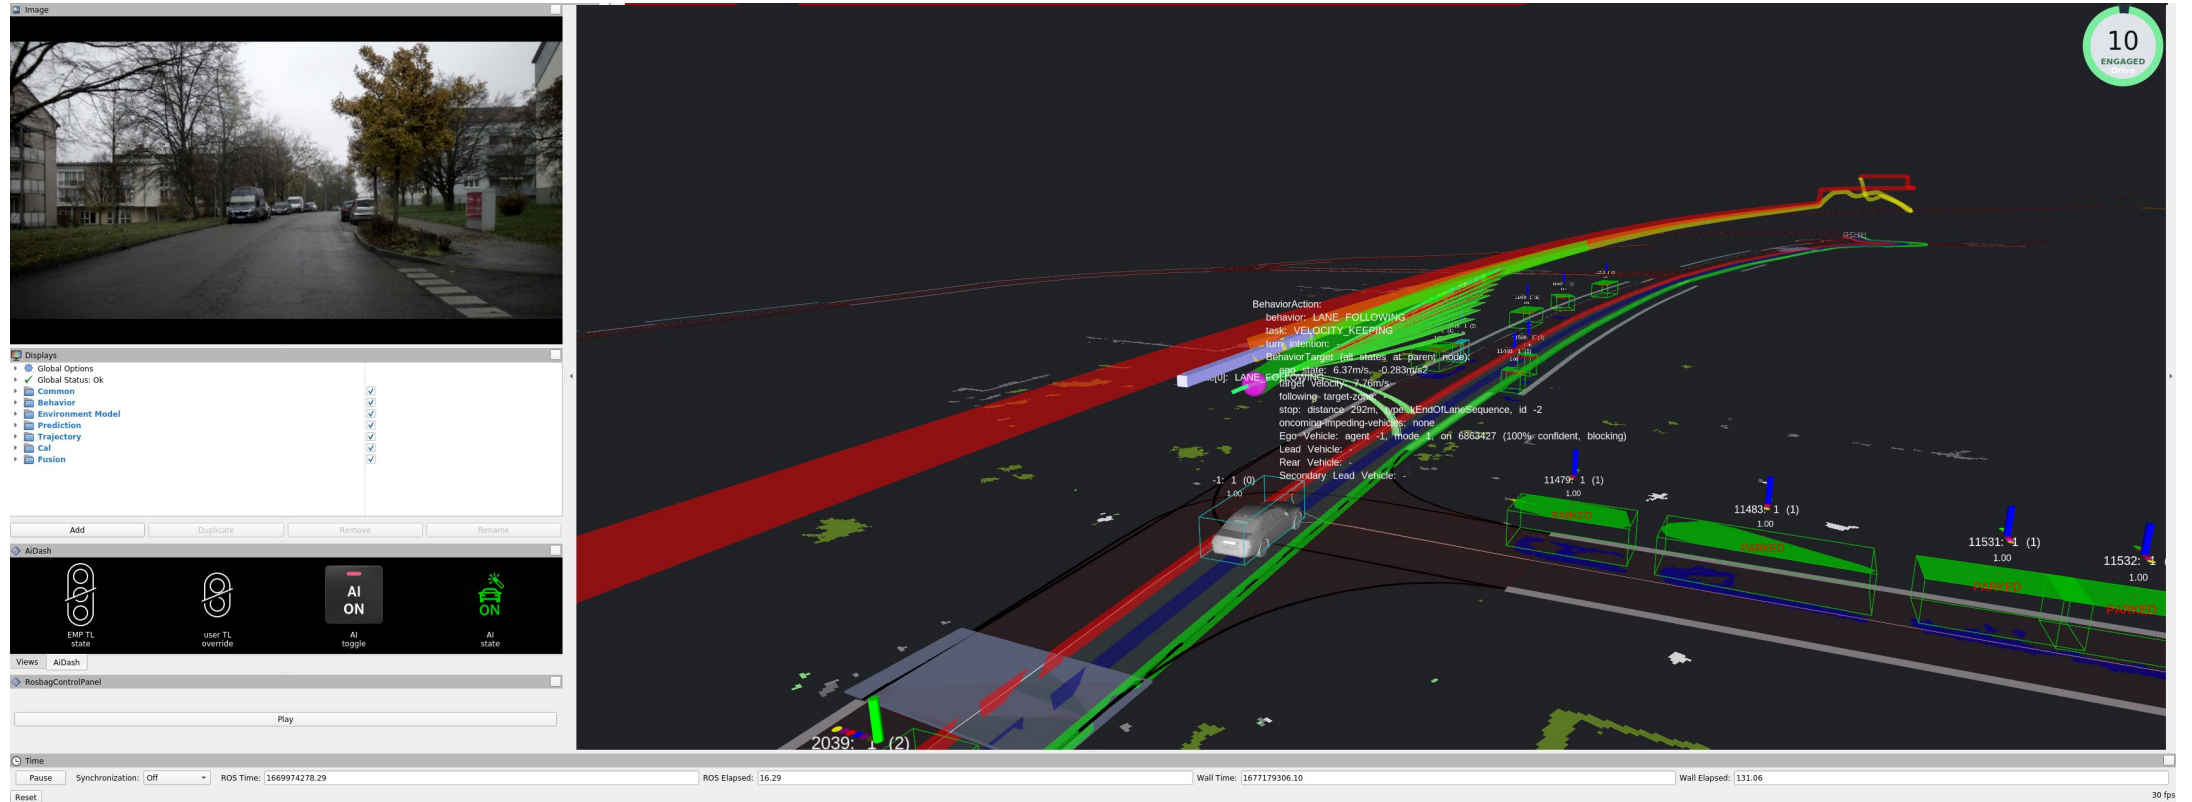 Image
10
ENGAGED
Drive
BehaviorAction:
behavior: LANE FOLLOWING
task: VELOCITY_KEEPING
turn intention: -
BehaviorTarget (all states at parent node):
ego state: 6.37m/s, -0.283m/s2
LANE FOLLOWING
target velocity: 7.76m/s
following target-zone: -
stop: distance 292m, type kEndOfLaneSequence, id -2
oncoming-impeding-vehicles: none
Ego Vehicle: agent -1, mode 1, on 6863427 (100% confident, blocking)
Lead Vehicle: -
Rear Vehicle: -
Secondary Lead Vehicle: -
-1: 1 (0)
1.00
11479: 1 (1)
1.00
PARKED
11483: 1 (1)
1.00
PARKED
11531: 1 (1)
1.00
PARKED
11532: 1
1.00
PARKED
2039: 1 (2)
Displays
Global Options
Global Status: Ok
Common
Behavior
Environment Model
Prediction
Trajectory
Cal
Fusion
Add
Duplicate
Remove
Rename
AiDash
AI
ON
ON
EMP TL
state
user TL
override
AI
toggle
AI
state
Views
AiDash
RosbagControlPanel
Play
Time
Pause
Synchronization: Off
ROS Time: 1669974278.29
ROS Elapsed: 16.29
Wall Time: 1677179306.10
Wall Elapsed: 131.06
Reset
30 fps